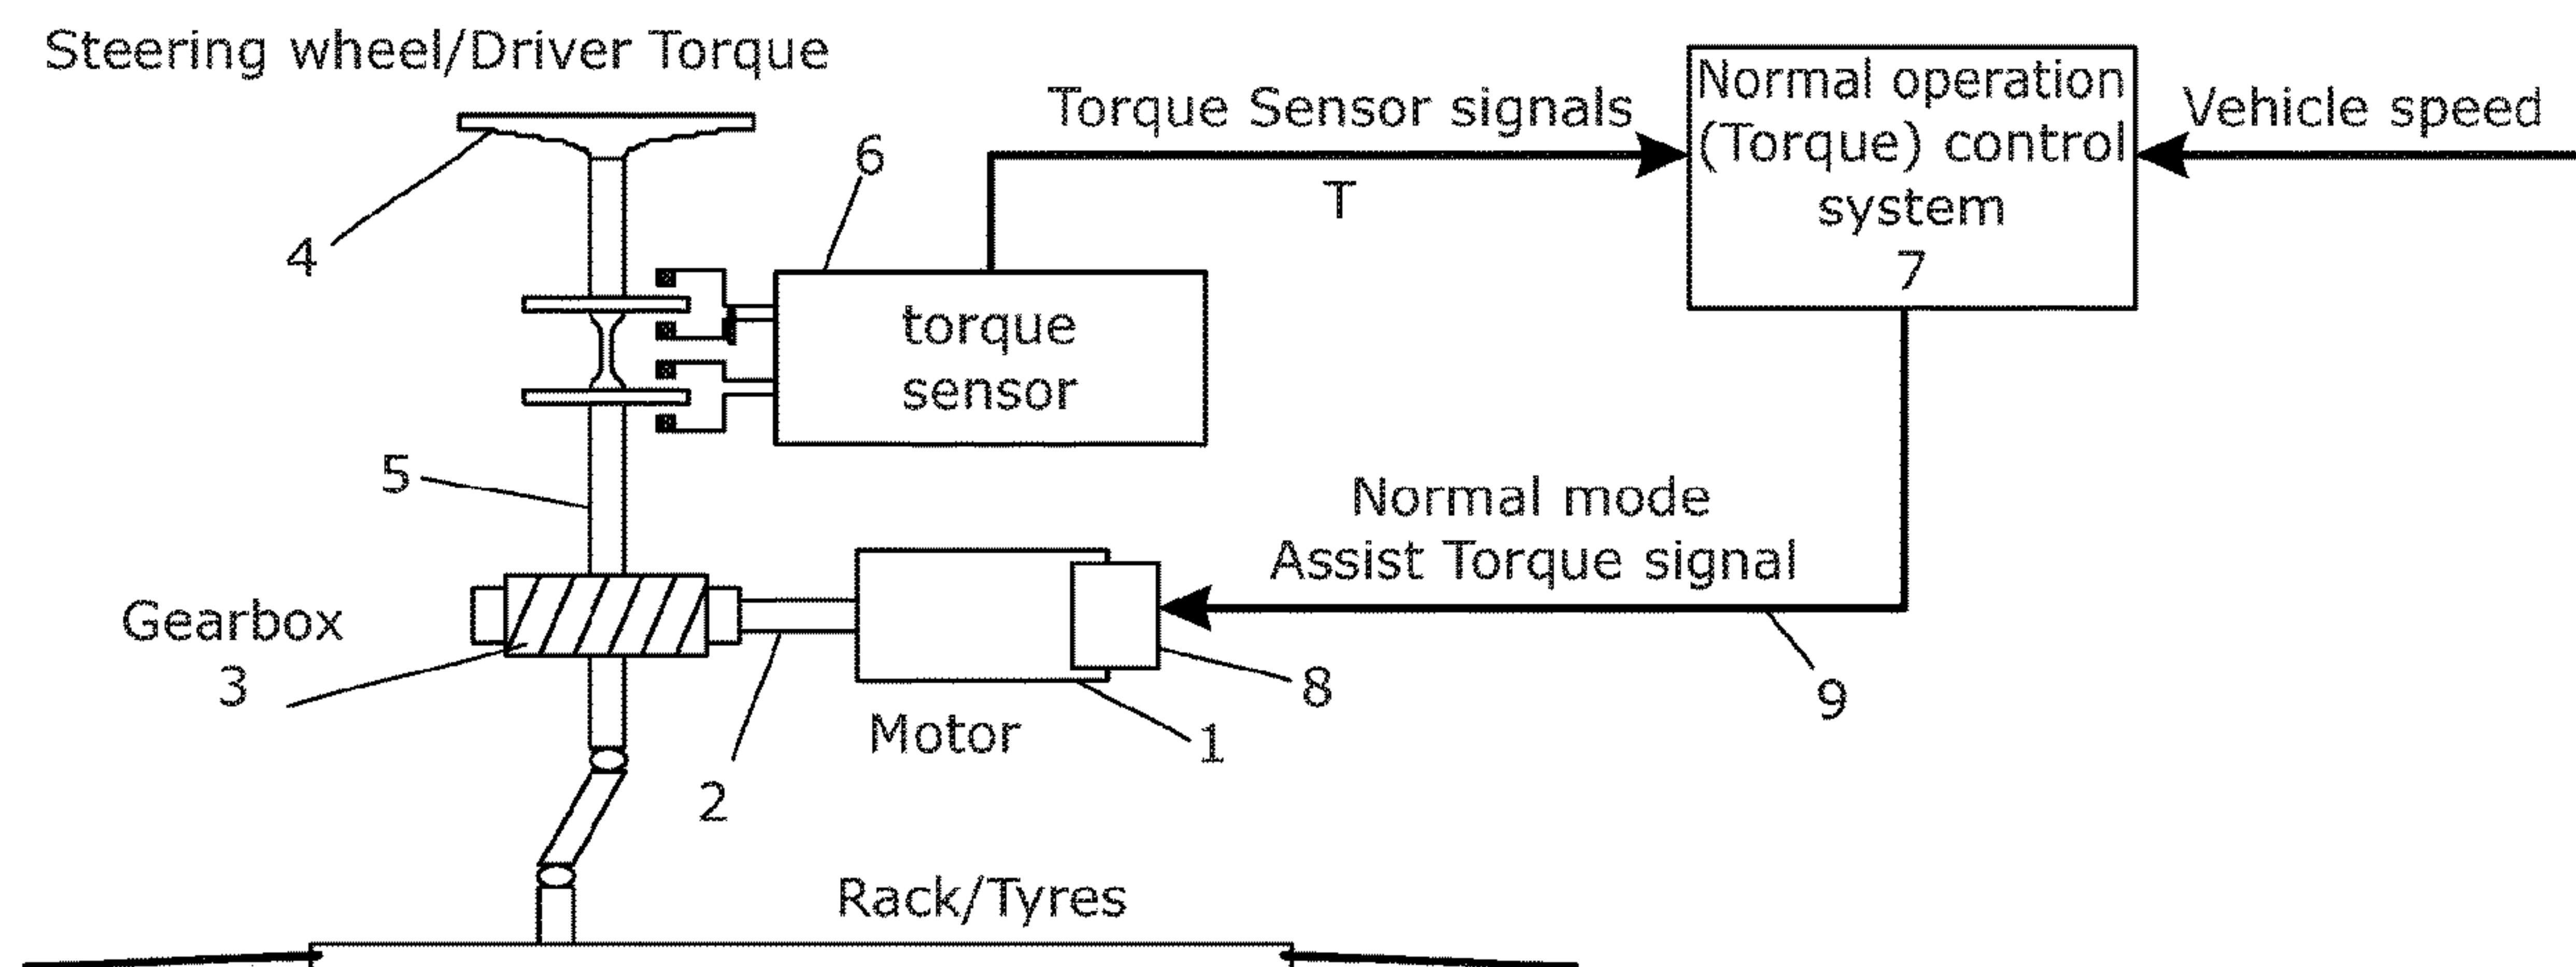 Steering wheel/Driver Torque
4
6
Torque Sensor signals
T
Normal operation
(Torque) control
system
7
Vehicle speed
torque
sensor
5
Normal mode
Assist Torque signal
Gearbox
3
8
9
Motor
1
2
Rack/Tyres